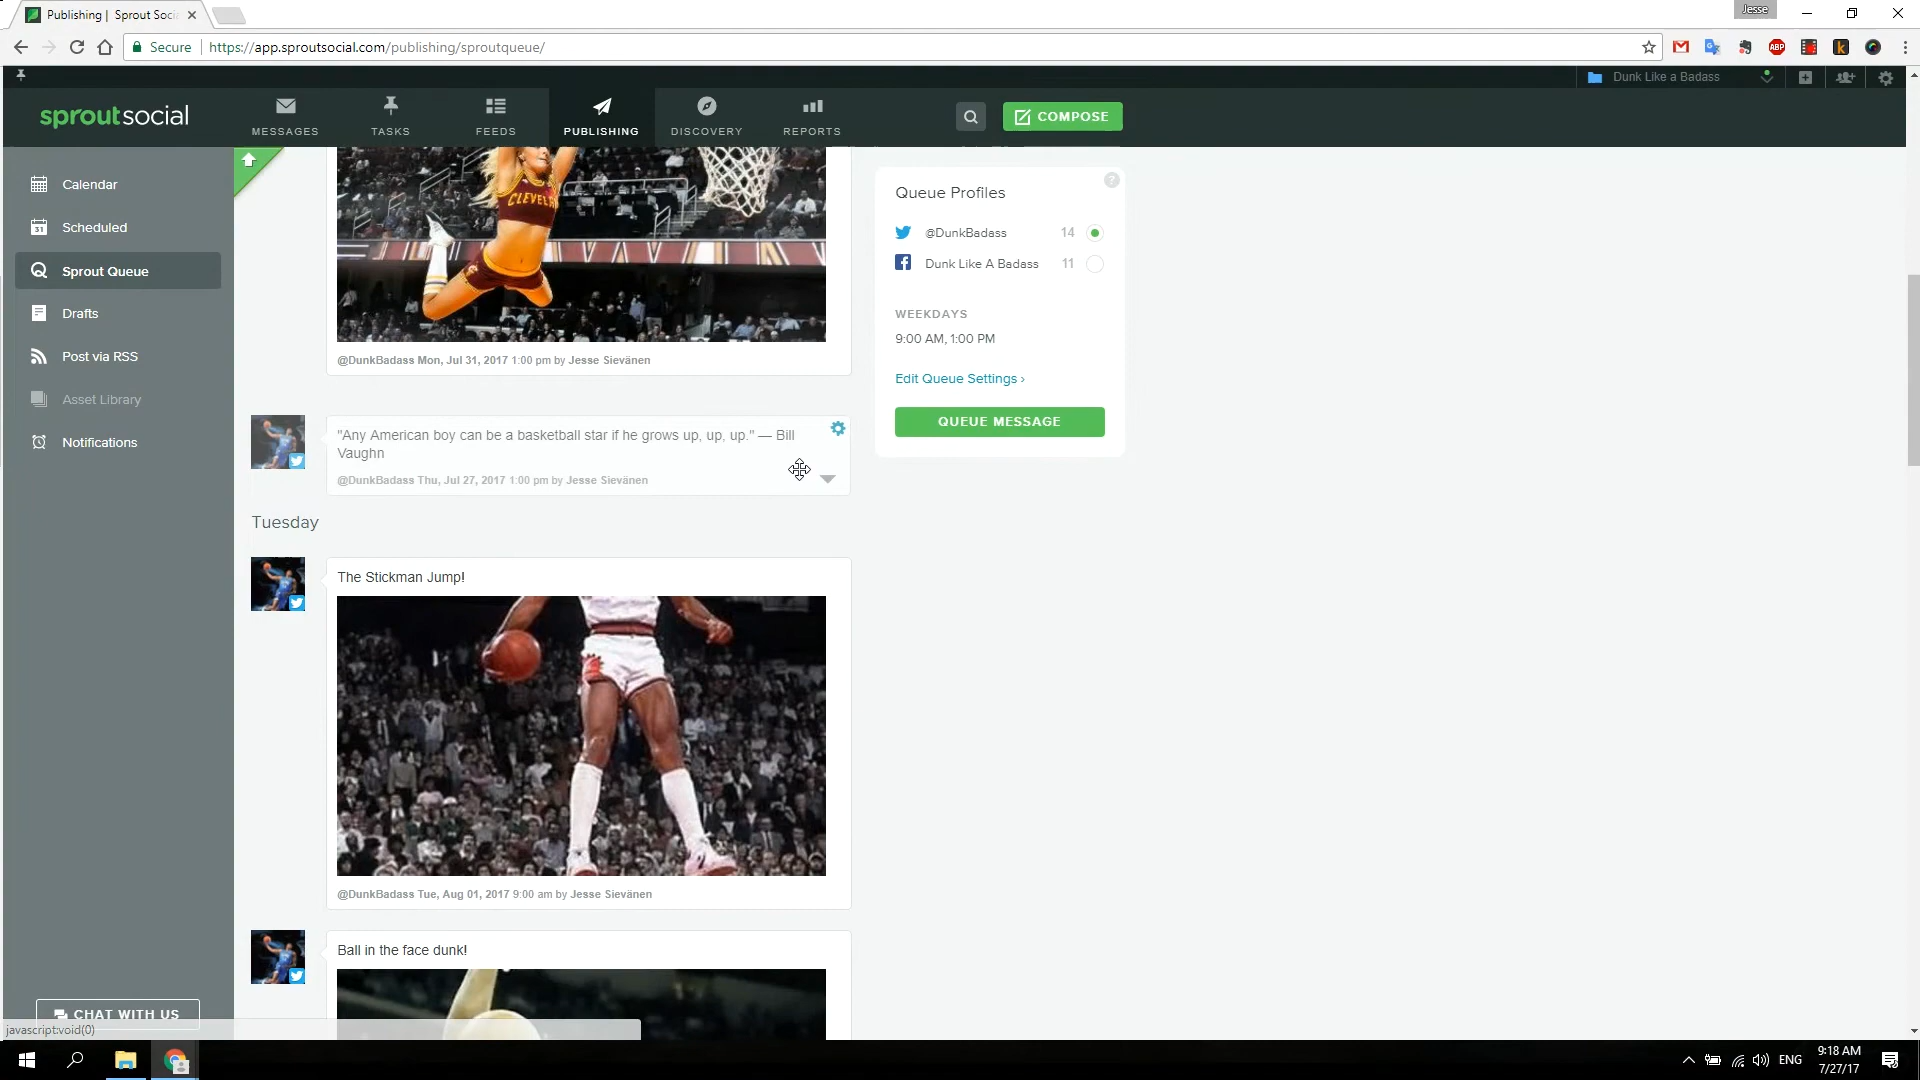 Publishing | Sprout Soci
Jesse
Secure
https://app.sproutsocial.com/publishing/sproutqueue/
ABP
k
Dunk Like a Badass
sproutsocial
MESSAGES
TASKS
FEEDS
PUBLISHING
DISCOVERY
REPORTS
COMPOSE
Calendar
31
Scheduled
Sprout Queue
Drafts
Post via RSS
Asset Library
Notifications
CHAT WITH US
javascript:void(0)
@DunkBadass Mon, Jul 31, 2017 1:00 pm by Jesse Sievänen
"Any American boy can be a basketball star if he grows up, up, up." — Bill
Vaughn
@DunkBadass Thu, Jul 27, 2017 1:00 pm by Jesse Sievänen
Tuesday
The Stickman Jump!
@DunkBadass Tue, Aug 01, 2017 9:00 am by Jesse Sievänen
Ball in the face dunk!
Queue Profiles
?
@DunkBadass 14
Dunk Like A Badass 11
WEEKDAYS
9:00 AM, 1:00 PM
Edit Queue Settings ›
QUEUE MESSAGE
ENG
9:18 AM
7/27/17